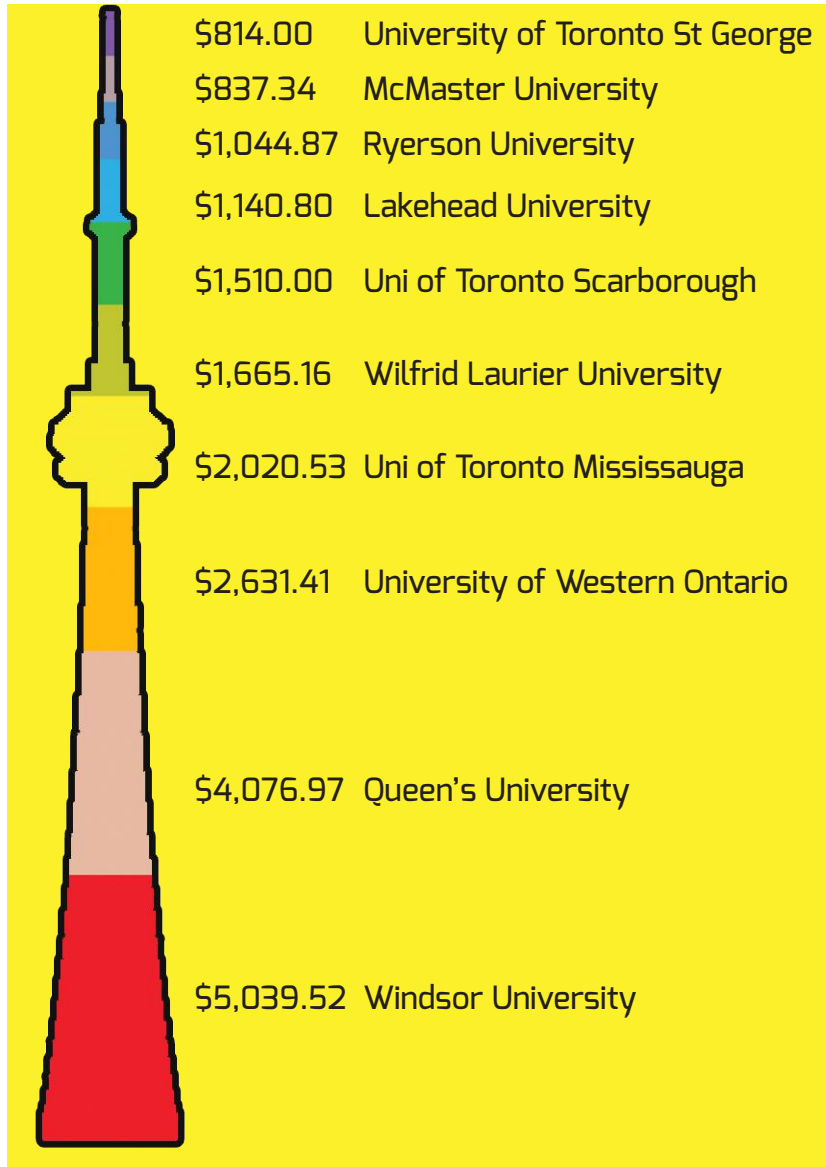 $814.00 University of Toronto St George
$837.34 McMaster University
$1,044.87 Ryerson University
$1,140.80 Lakehead University
$1,510.00 Uni of Toronto Scarborough
$1,665.16 Wilfrid Laurier University
$2,020.53 Uni of Toronto Mississauga
$2,631.41 University of Western Ontario
$4,076.97 Queen's University
$5,039.52 Windsor University